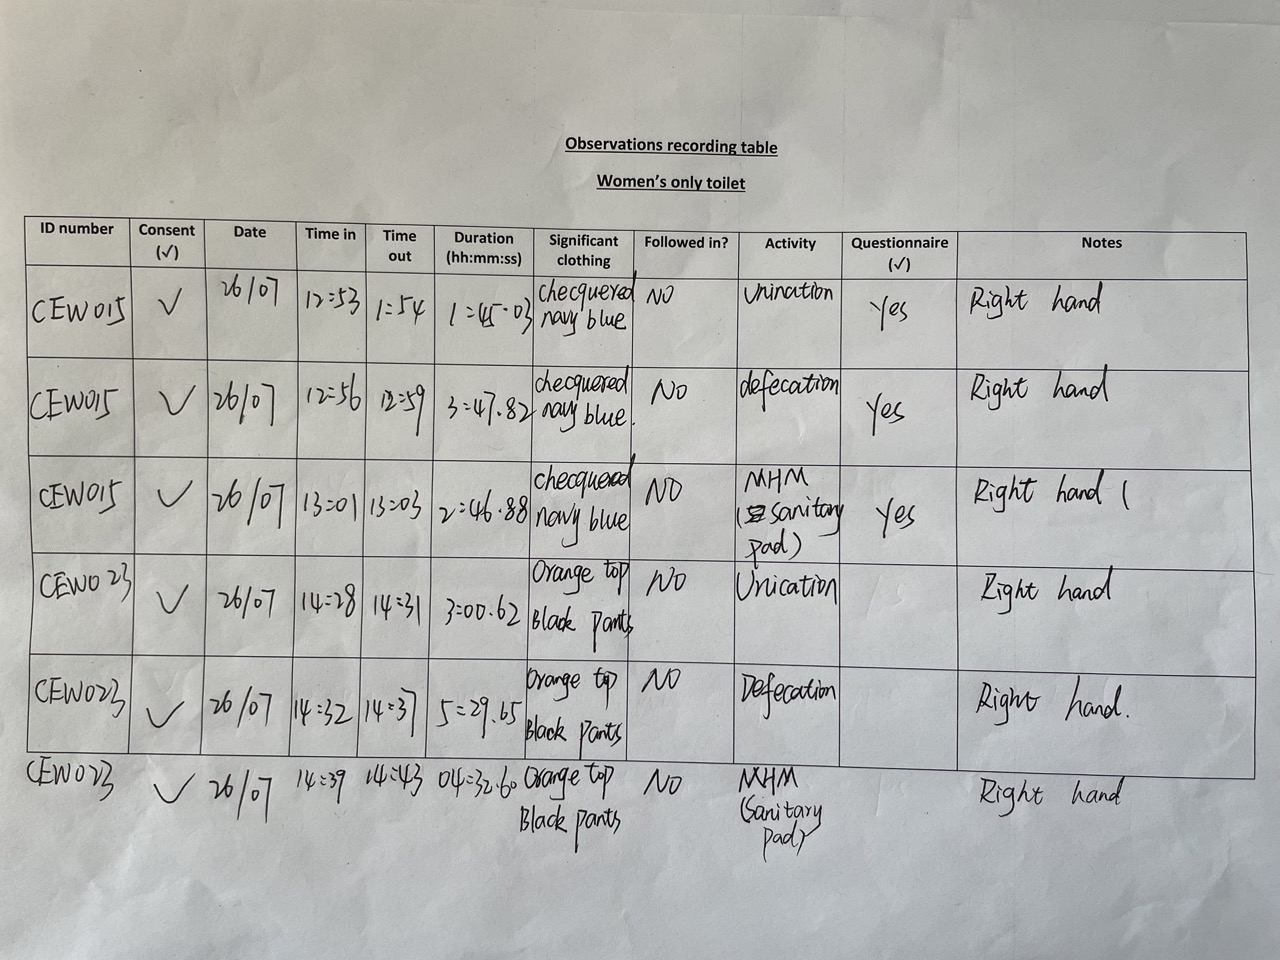 Observations recording table
Women's only toilet
ID number Consent (✓) Date Time in Time out Duration (hh:mm:ss) Significant clothing Followed in? Activity Questionnaire (✓) Notes
CEW015 ✓ 26/07 12:53 1:54 1:45.03 checquered navy blue NO Urination Yes Right hand
CEW015 ✓ 26/07 12:56 12:59 3:47.82 checquered navy blue. No defecation Yes Right hand
CEW015 ✓ 26/07 13:01 13:03 2:46.88 checquered navy blue NO MHM (sanitary pad) Yes Right hand (
CEW023 ✓ 26/07 14:28 14:31 3:00.62 Orange top Black pants NO Unication Right hand
CEW023 ✓ 26/07 14:32 14:37 5:29.65 Orange top Black pants NO Defecation Right hand.
CEW023 ✓ 26/07 14:39 14:43 04:32.60 Orange top Black pants No MHM (Sanitary pad) Right hand